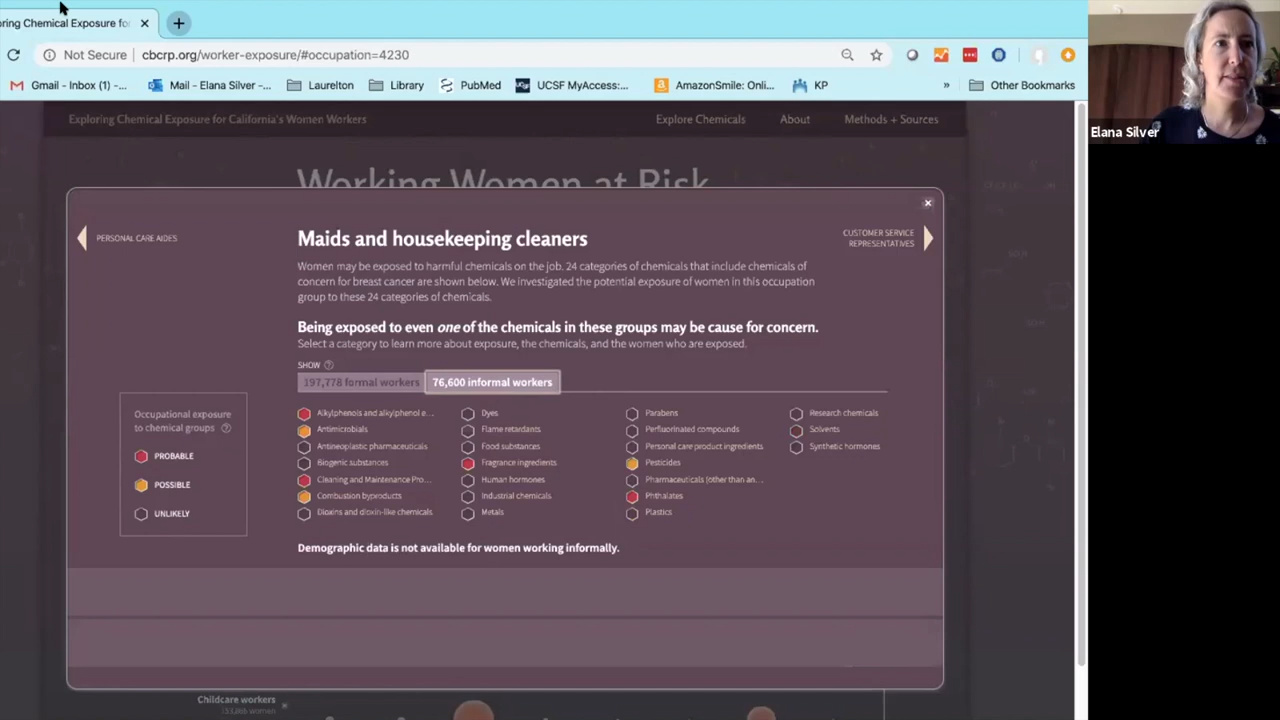 oring Chemical Exposure for
Not Secure cbcrp.org/worker-exposure/#occupation=4230
Gmail - Inbox (1) -... Mail - Elana Silver -... Laurelton Library PubMed UCSF MyAccess:... AmazonSmile: Onli... KP » Other Bookmarks
Elana Silver
Exploring Chemical Exposure for California's Women Workers Explore Chemicals About Methods + Sources
Working Women at Risk
PERSONAL CARE AIDES
Maids and housekeeping cleaners
CUSTOMER SERVICE
REPRESENTATIVES
Women may be exposed to harmful chemicals on the job. 24 categories of chemicals that include chemicals of
concern for breast cancer are shown below. We investigated the potential exposure of women in this occupation
group to these 24 categories of chemicals.
Being exposed to even one of the chemicals in these groups may be cause for concern.
Select a category to learn more about exposure, the chemicals, and the women who are exposed.
SHOW ?
197,778 formal workers 76,600 informal workers
Occupational exposure
to chemical groups ?
PROBABLE
POSSIBLE
UNLIKELY
Alkylphenols and alkylphenol e...
Antimicrobials
Antineoplastic pharmaceuticals
Biogenic substances
Cleaning and Maintenance Pro...
Combustion byproducts
Dioxins and dioxin-like chemicals
Dyes
Flame retardants
Food substances
Fragrance ingredients
Human hormones
Industrial chemicals
Metals
Parabens
Perfluorinated compounds
Personal care product ingredients
Pesticides
Pharmaceuticals (other than an...
Phthalates
Plastics
Research chemicals
Solvents
Synthetic hormones
Demographic data is not available for women working informally.
Childcare workers
women